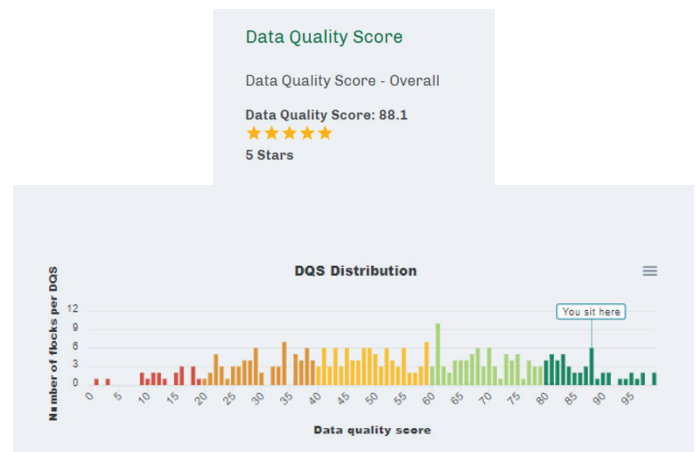 Data Quality Score
Data Quality Score - Overall
Data Quality Score: 88.1
5 Stars
DQS Distribution
Number of flocks per DQS
12
9
6
3
0
You sit here
0 5 10 15 20 25 30 35 40 45 50 55 60 65 70 75 80 85 90 95
Data quality score